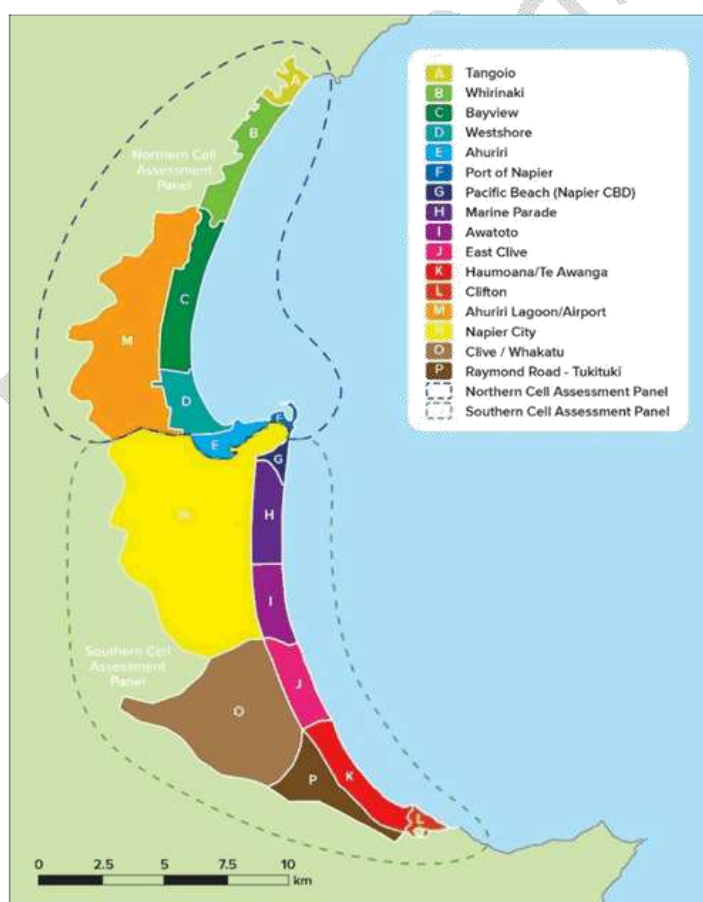 A Tangoio
B Whirinaki
C Bayview
D Westshore
E Ahuriri
F Port of Napier
G Pacific Beach (Napier CBD)
H Marine Parade
I Awatoto
J East Clive
K Haumoana/Te Awanga
L Clifton
M Ahuriri Lagoon/Airport
N Napier City
O Clive / Whakatu
P Raymond Road - Tukituki
Northern Cell Assessment Panel
Southern Cell Assessment Panel
A
B
Northern Cell
Assessment
Panel
C
M
D
F
E
G
N
H
I
Southern Cell
Assessment
Panel
J
O
K
P
L
0 2.5 5 7.5 10
km